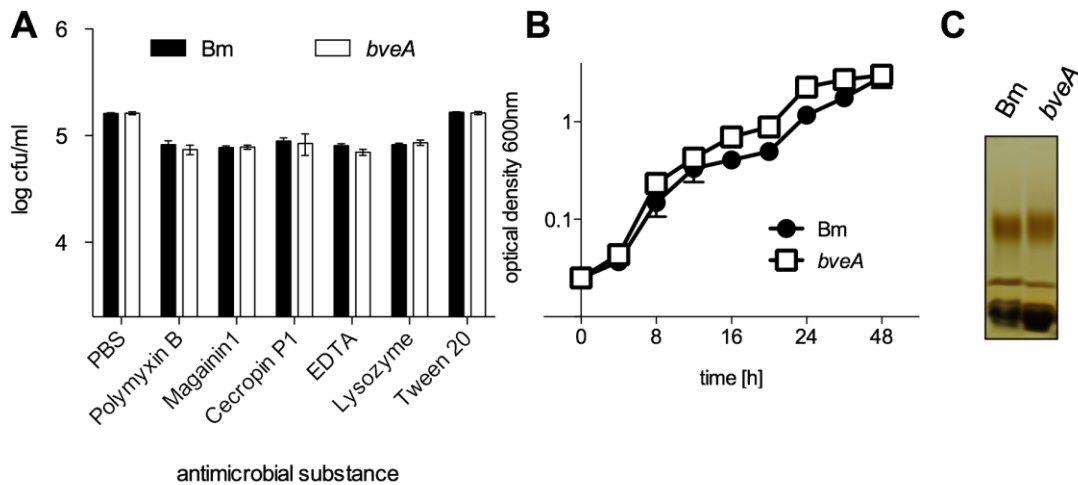 A
6
5
4
log cfu/ml
Bm
bveA
PBS
Polymyxin B
Magainin1
Cecropin P1
EDTA
Lysozyme
Tween 20
antimicrobial substance
B
1
0.1
optical density 600nm
Bm
bveA
0
8
16
24
48
time [h]
C
Bm
bveA